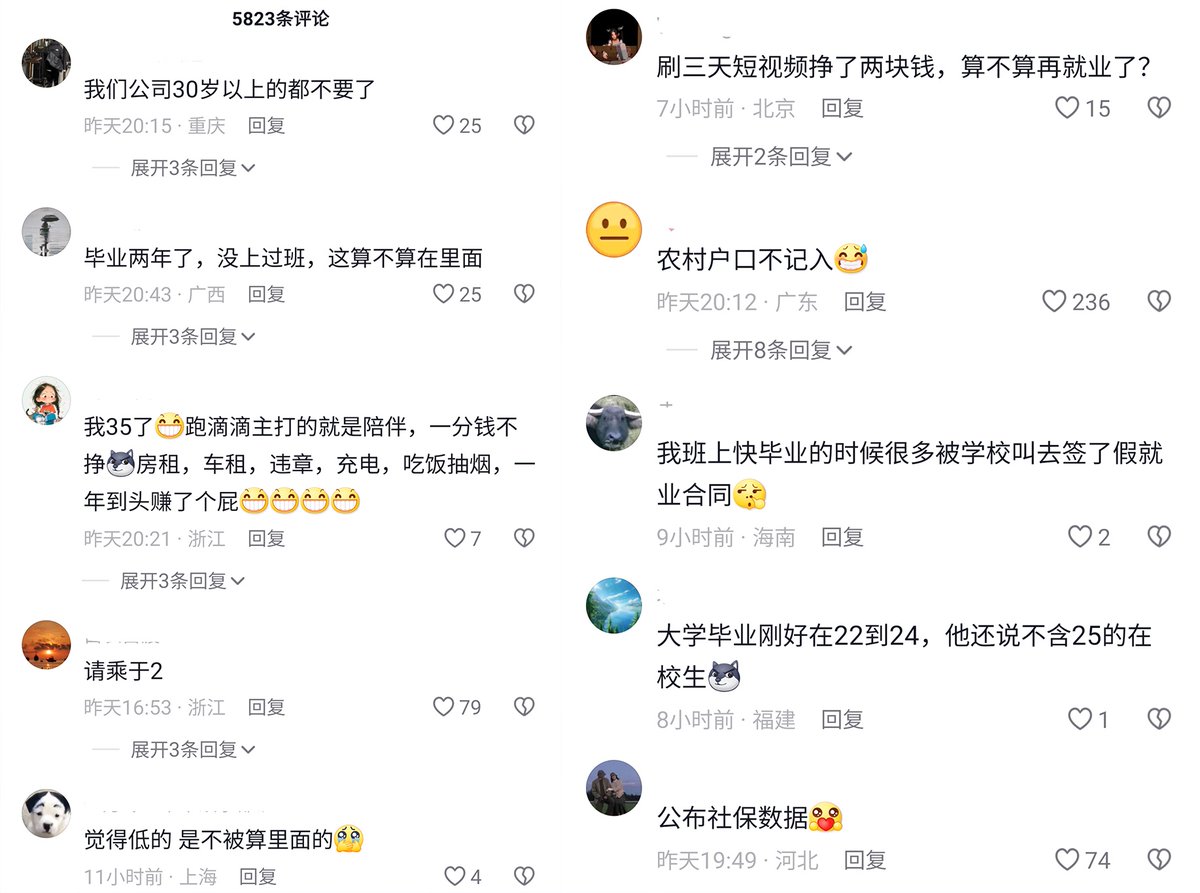 5823条评论
我们公司30岁以上的都不要了
昨天20:15 · 重庆 回复
25
展开3条回复
毕业两年了，没上过班，这算不算在里面
昨天20:43 · 广西 回复
25
展开3条回复
我35了😁跑滴滴主打的就是陪伴，一分钱不
挣房租，车租，违章，充电，吃饭抽烟，一
年到头赚了个屁😁😁😁😁
昨天20:21 · 浙江 回复
7
展开3条回复
请乘于2
昨天16:53 · 浙江 回复
79
展开3条回复
觉得低的 是不被算里面的
11小时前 · 上海 回复
4
刷三天短视频挣了两块钱，算不算再就业了？
7小时前 · 北京 回复
15
展开2条回复
农村户口不记入
昨天20:12 · 广东 回复
236
展开8条回复
我班上快毕业的时候很多被学校叫去签了假就
业合同
9小时前 · 海南 回复
2
大学毕业刚好在22到24，他还说不含25的在
校生
8小时前 · 福建 回复
1
公布社保数据
昨天19:49 · 河北 回复
74